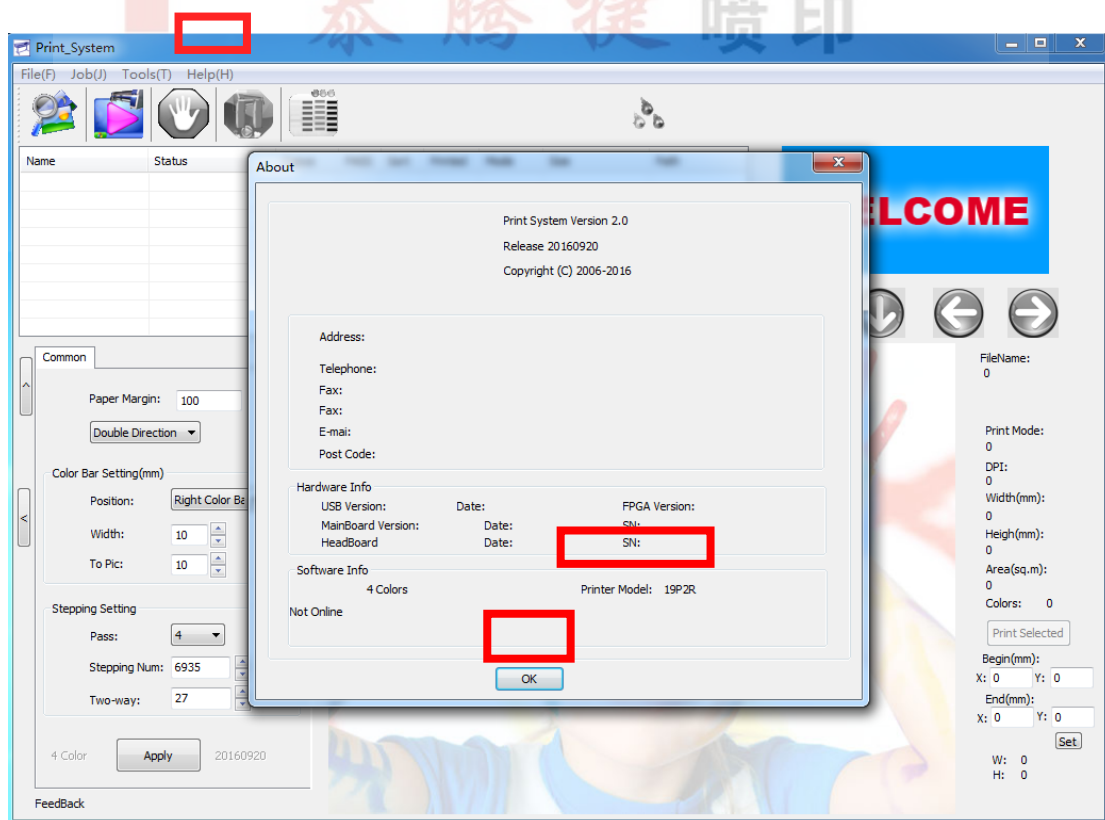 泰腾捷喷印
Print_System
File(F) Job(J) Tools(T) Help(H)
Name Status
About
Print System Version 2.0
Release 20160920
Copyright (C) 2006-2016
Address:
Telephone:
Fax:
Fax:
E-mai:
Post Code:
Hardware Info
USB Version: Date: FPGA Version:
MainBoard Version: Date: SN:
HeadBoard Date: SN:
Software Info
4 Colors Printer Model: 19P2R
Not Online
OK
LCOME
Common
Paper Margin: 100
Double Direction
Color Bar Setting(mm)
Position: Right Color Ba
Width: 10
To Pic: 10
Stepping Setting
Pass: 4
Stepping Num: 6935
Two-way: 27
4 Color Apply 20160920
FeedBack
FileName:
0
Print Mode:
0
DPI:
0
Width(mm):
0
Heigh(mm):
0
Area(sq.m):
0
Colors: 0
Print Selected
Begin(mm):
X: 0 Y: 0
End(mm):
X: 0 Y: 0
Set
W: 0
H: 0